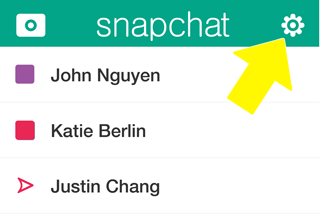 snapchat
John Nguyen
Katie Berlin
Justin Chang